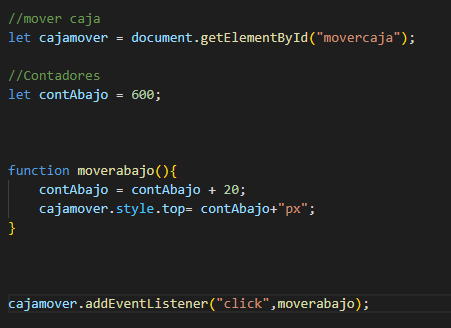 //mover caja
let cajamover = document.getElementById("movercaja");
//Contadores
let contAbajo = 600;
function moverabajo(){
    contAbajo = contAbajo + 20;
    cajamover.style.top= contAbajo+"px";
}
cajamover.addEventListener("click",moverabajo);